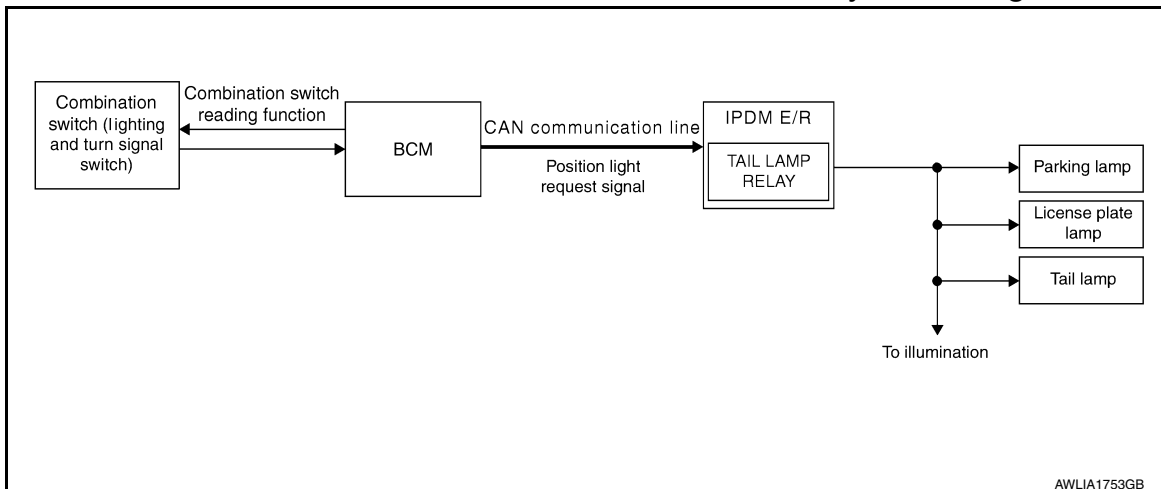 Combination
switch (lighting
and turn signal
switch)
Combination switch
reading function
BCM
CAN communication line
Position light
request signal
IPDM E/R
TAIL LAMP
RELAY
Parking lamp
License plate
lamp
Tail lamp
To illumination
AWLIA1753GB